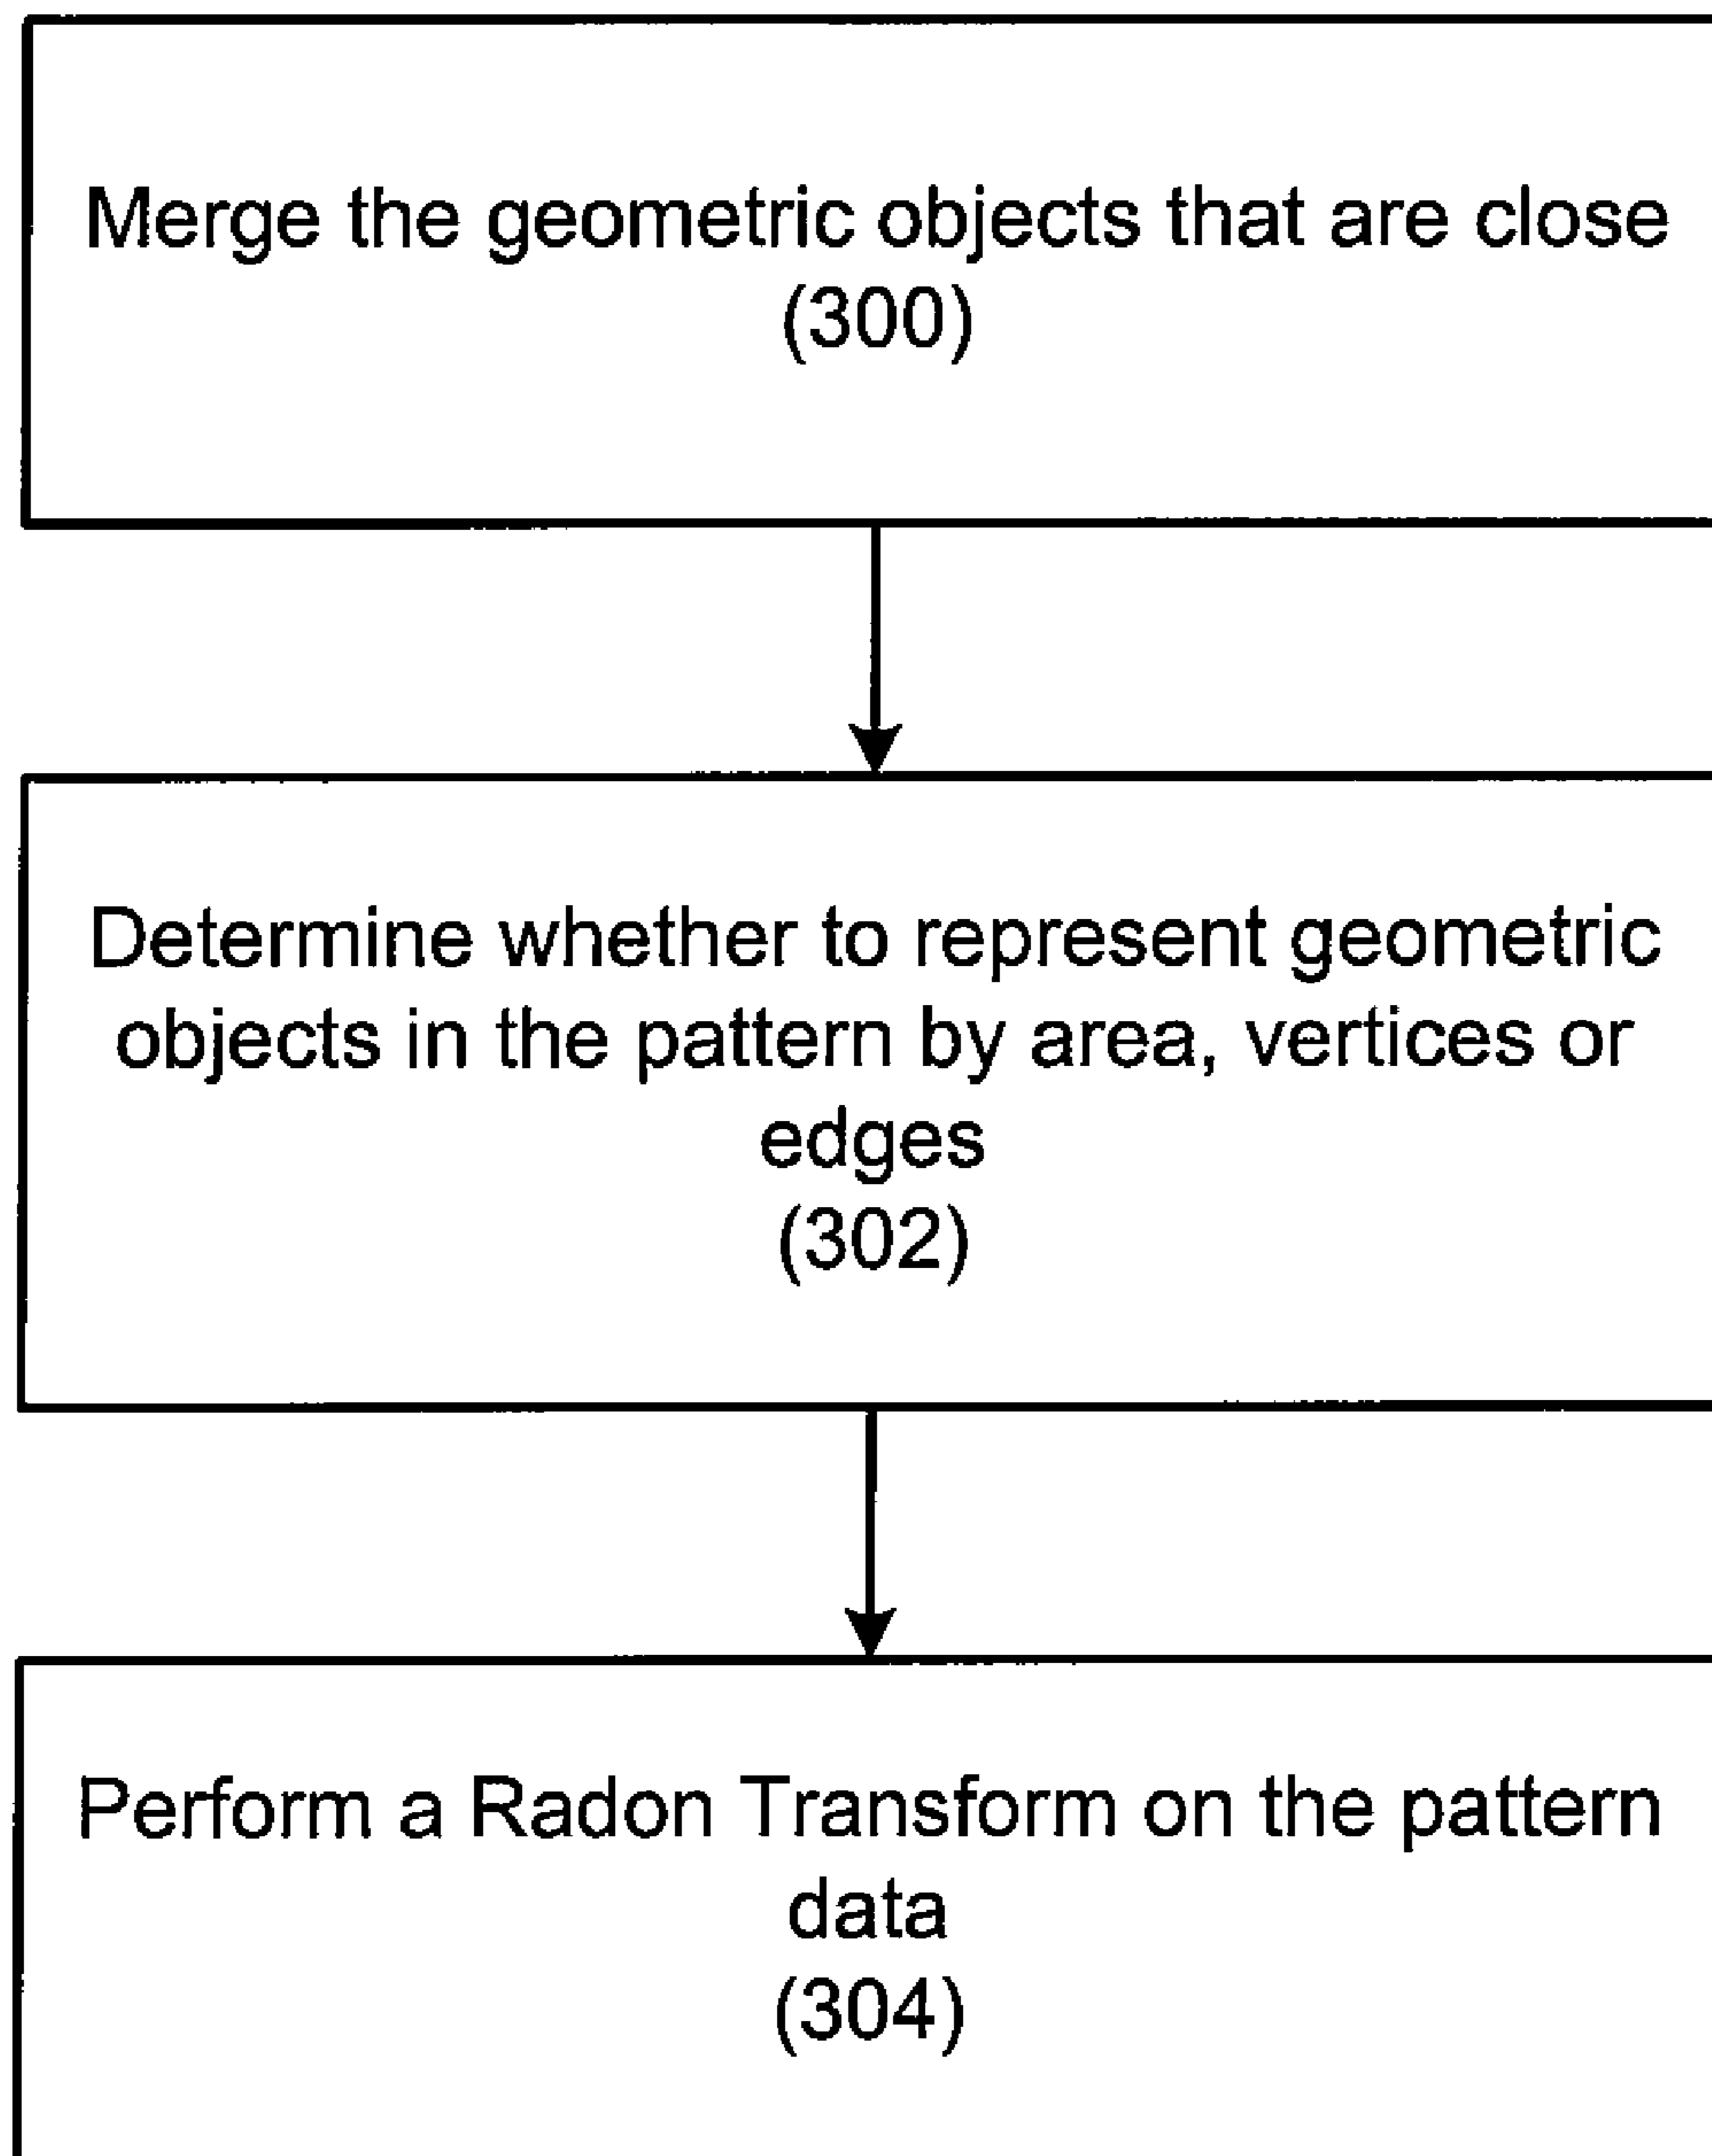 Merge the geometric objects that are close
(300)
Determine whether to represent geometric
objects in the pattern by area, vertices or
edges
(302)
Perform a Radon Transform on the pattern
data
(304)